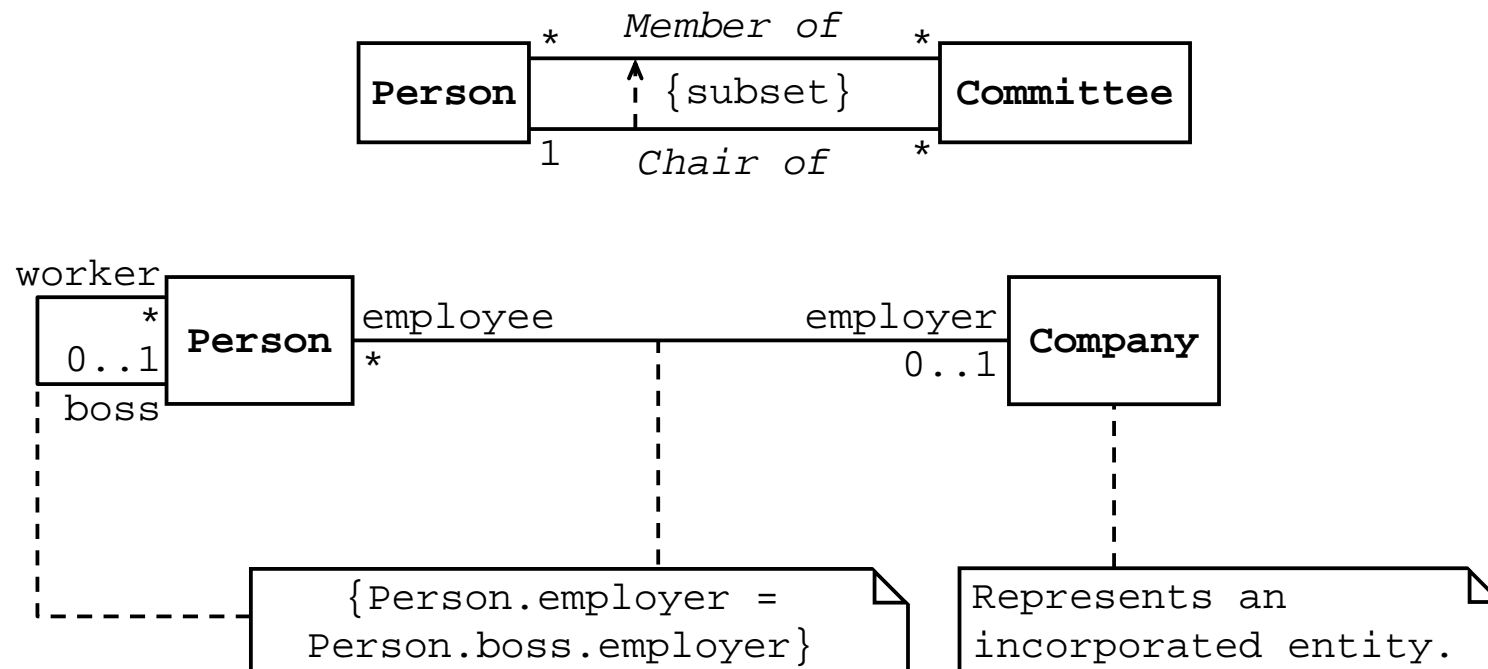 * Member of *
Person {subset} Committee
1 Chair of *
worker
* employee employer
0..1 Person * 0..1 Company
boss
{Person.employer =
Person.boss.employer}
Represents an
incorporated entity.